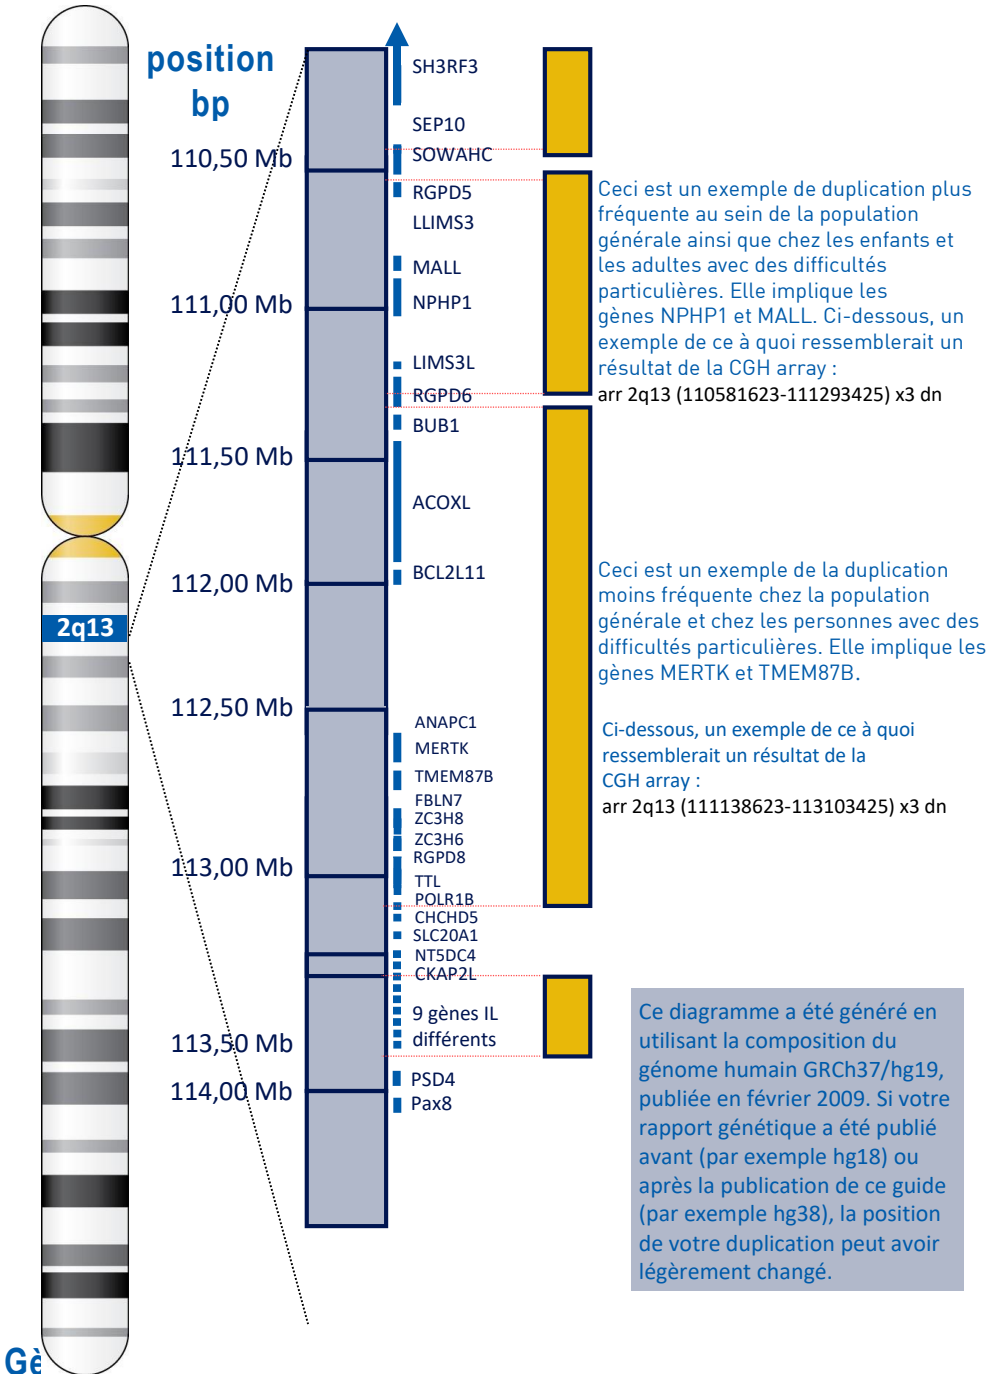 position
bp
2q13
110,50 Mb
111,00 Mb
111,50 Mb
112,00 Mb
112,50 Mb
113,00 Mb
113,50 Mb
114,00 Mb
SH3RF3
SEP10
SOWAHC
RGPD5
LLIMS3
MALL
NPHP1
LIMS3L
RGPD6
BUB1
ACOXL
BCL2L11
ANAPC1
MERTK
TMEM87B
FBLN7
ZC3H8
ZC3H6
RGPD8
TTL
POLR1B
CHCHD5
SLC20A1
NT5DC4
CKAP2L
9 gènes IL
différents
PSD4
Pax8
Ceci est un exemple de duplication plus
fréquente au sein de la population
générale ainsi que chez les enfants et
les adultes avec des difficultés
particulières. Elle implique les
gènes NPHP1 et MALL. Ci-dessous, un
exemple de ce à quoi ressemblerait un
résultat de la CGH array :
arr 2q13 (110581623-111293425) x3 dn
Ceci est un exemple de la duplication
moins fréquente chez la population
générale et chez les personnes avec des
difficultés particulières. Elle implique les
gènes MERTK et TMEM87B.
Ci-dessous, un exemple de ce à quoi
ressemblerait un résultat de la
CGH array :
arr 2q13 (111138623-113103425) x3 dn
Ce diagramme a été généré en
utilisant la composition du
génome humain GRCh37/hg19,
publiée en février 2009. Si votre
rapport génétique a été publié
avant (par exemple hg18) ou
après la publication de ce guide
(par exemple hg38), la position
de votre duplication peut avoir
légèrement changé.
Gè